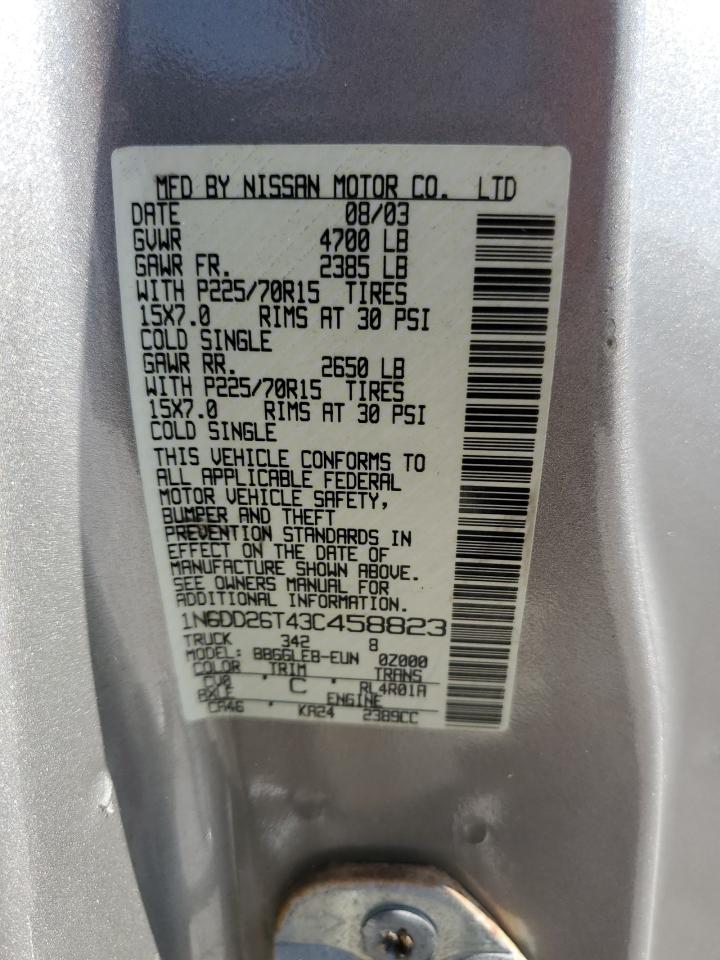 MFD BY NISSAN MOTOR CO. LTD
DATE 08/03
GVWR 4700 LB
GAWR FR. 2385 LB
WITH P225/70R15 TIRES
15X7.0 RIMS AT 30 PSI
COLD SINGLE
GAWR RR. 2650 LB
WITH P225/70R15 TIRES
15X7.0 RIMS AT 30 PSI
COLD SINGLE
THIS VEHICLE CONFORMS TO
ALL APPLICABLE FEDERAL
MOTOR VEHICLE SAFETY,
BUMPER AND THEFT
PREVENTION STANDARDS IN
EFFECT ON THE DATE OF
MANUFACTURE SHOWN ABOVE.
SEE OWNERS MANUAL FOR
ADDITIONAL INFORMATION.
1N6DD26T43C458823
TRUCK 342 8
MODEL: BBGGLEB-EUN 0Z000
COLOR TRIM TRANS
CV0 C RL4R01A
AXLE ENGINE
CA46 KA24 2389CC